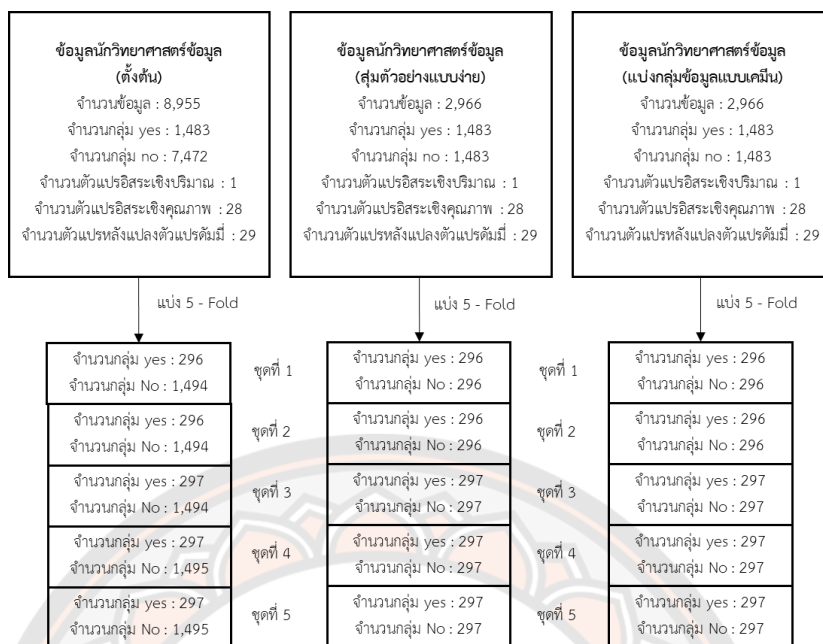 ข้อมูลนักวิทยาศาสตร์ข้อมูล
(ตั้งต้น)
จำนวนข้อมูล : 8,955
จำนวนกลุ่ม yes : 1,483
จำนวนกลุ่ม no : 7,472
จำนวนตัวแปรอิสระเชิงปริมาณ : 1
จำนวนตัวแปรอิสระเชิงคุณภาพ : 28
จำนวนตัวแปรหลังแปลงตัวแปรดัมมี่ : 29
ข้อมูลนักวิทยาศาสตร์ข้อมูล
(สุ่มตัวอย่างแบบง่าย)
จำนวนข้อมูล : 2,966
จำนวนกลุ่ม yes : 1,483
จำนวนกลุ่ม no : 1,483
จำนวนตัวแปรอิสระเชิงปริมาณ : 1
จำนวนตัวแปรอิสระเชิงคุณภาพ : 28
จำนวนตัวแปรหลังแปลงตัวแปรดัมมี่ : 29
ข้อมูลนักวิทยาศาสตร์ข้อมูล
(แบ่งกลุ่มข้อมูลแบบเคมีน)
จำนวนข้อมูล : 2,966
จำนวนกลุ่ม yes : 1,483
จำนวนกลุ่ม no : 1,483
จำนวนตัวแปรอิสระเชิงปริมาณ : 1
จำนวนตัวแปรอิสระเชิงคุณภาพ : 28
จำนวนตัวแปรหลังแปลงตัวแปรดัมมี่ : 29
แบ่ง 5 - Fold
แบ่ง 5 - Fold
แบ่ง 5 - Fold
จำนวนกลุ่ม yes : 296
จำนวนกลุ่ม No : 1,494
ชุดที่ 1
จำนวนกลุ่ม yes : 296
จำนวนกลุ่ม No : 296
ชุดที่ 1
จำนวนกลุ่ม yes : 296
จำนวนกลุ่ม No : 296
จำนวนกลุ่ม yes : 296
จำนวนกลุ่ม No : 1,494
ชุดที่ 2
จำนวนกลุ่ม yes : 296
จำนวนกลุ่ม No : 296
ชุดที่ 2
จำนวนกลุ่ม yes : 296
จำนวนกลุ่ม No : 296
จำนวนกลุ่ม yes : 297
จำนวนกลุ่ม No : 1,494
ชุดที่ 3
จำนวนกลุ่ม yes : 297
จำนวนกลุ่ม No : 297
ชุดที่ 3
จำนวนกลุ่ม yes : 297
จำนวนกลุ่ม No : 297
จำนวนกลุ่ม yes : 297
จำนวนกลุ่ม No : 1,495
ชุดที่ 4
จำนวนกลุ่ม yes : 297
จำนวนกลุ่ม No : 297
ชุดที่ 4
จำนวนกลุ่ม yes : 297
จำนวนกลุ่ม No : 297
จำนวนกลุ่ม yes : 297
จำนวนกลุ่ม No : 1,495
ชุดที่ 5
จำนวนกลุ่ม yes : 297
จำนวนกลุ่ม No : 297
ชุดที่ 5
จำนวนกลุ่ม yes : 297
จำนวนกลุ่ม No : 297